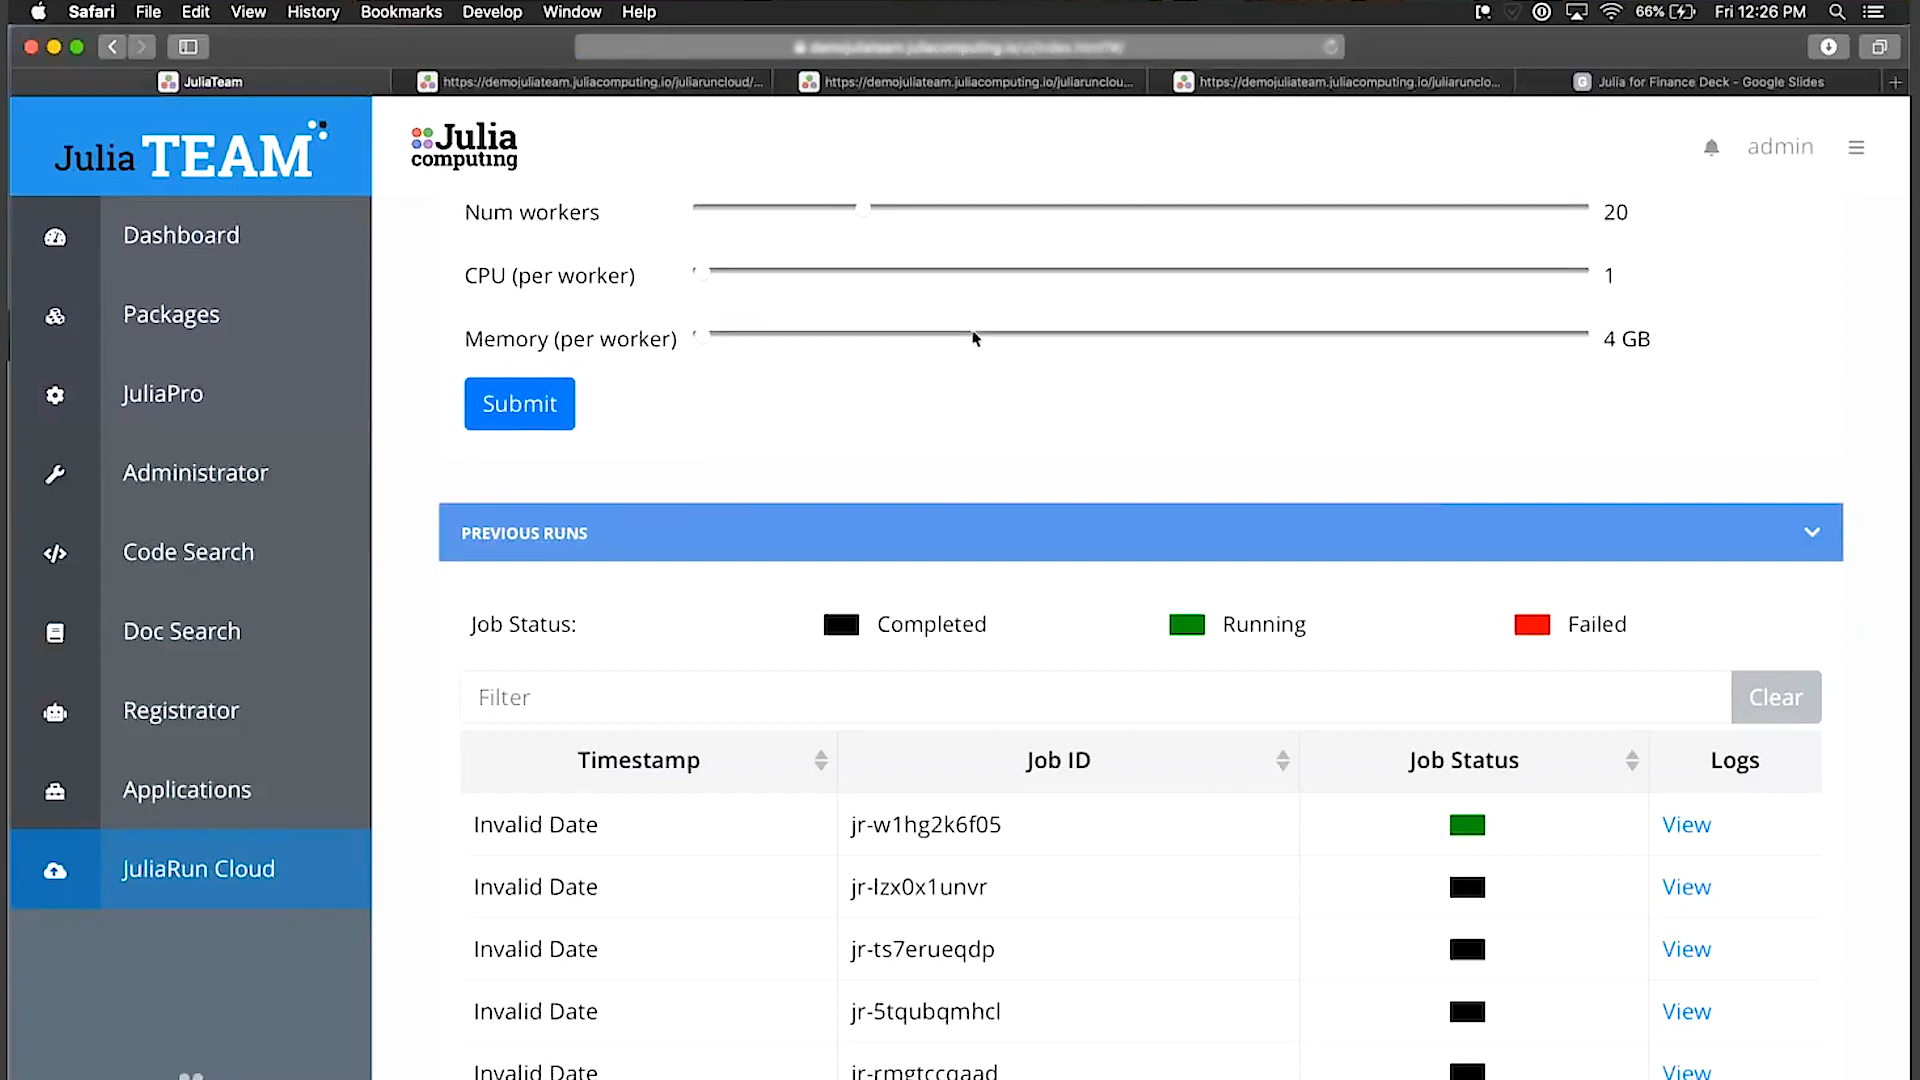 Safari File Edit View History Bookmarks Develop Window Help 66% Fri 12:26 PM
JuliaTeam https://demojuliateam.juliacomputing.io/juliaruncloud/... https://demojuliateam.juliacomputing.io/juliaruncloud... https://demojuliateam.juliacomputing.io/juliaruncloud... G Julia for Finance Deck - Google Slides
Julia TEAM
Julia computing
admin
Dashboard
Packages
JuliaPro
Administrator
Code Search
Doc Search
Registrator
Applications
JuliaRun Cloud
Num workers 20
CPU (per worker) 1
Memory (per worker) 4 GB
Submit
PREVIOUS RUNS
Job Status: Completed Running Failed
Filter Clear
Timestamp Job ID Job Status Logs
Invalid Date jr-w1hg2k6f05 View
Invalid Date jr-lzx0x1unvr View
Invalid Date jr-ts7erueqdp View
Invalid Date jr-5tqubqmhcl View
Invalid Date jr-rmgtccqaad View